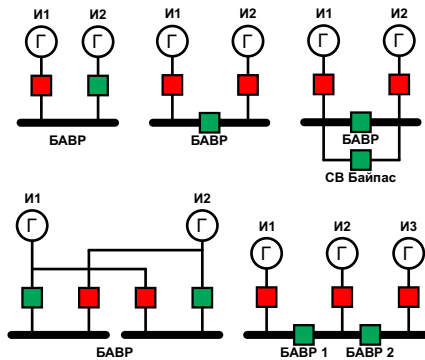 И1 И2
Г Г
БАВР
И1 И2
Г Г
БАВР
И1 И2
Г Г
БАВР
СВ Байпас
И1 И2
Г Г
БАВР
И1 И2 И3
Г Г Г
БАВР 1 БАВР 2